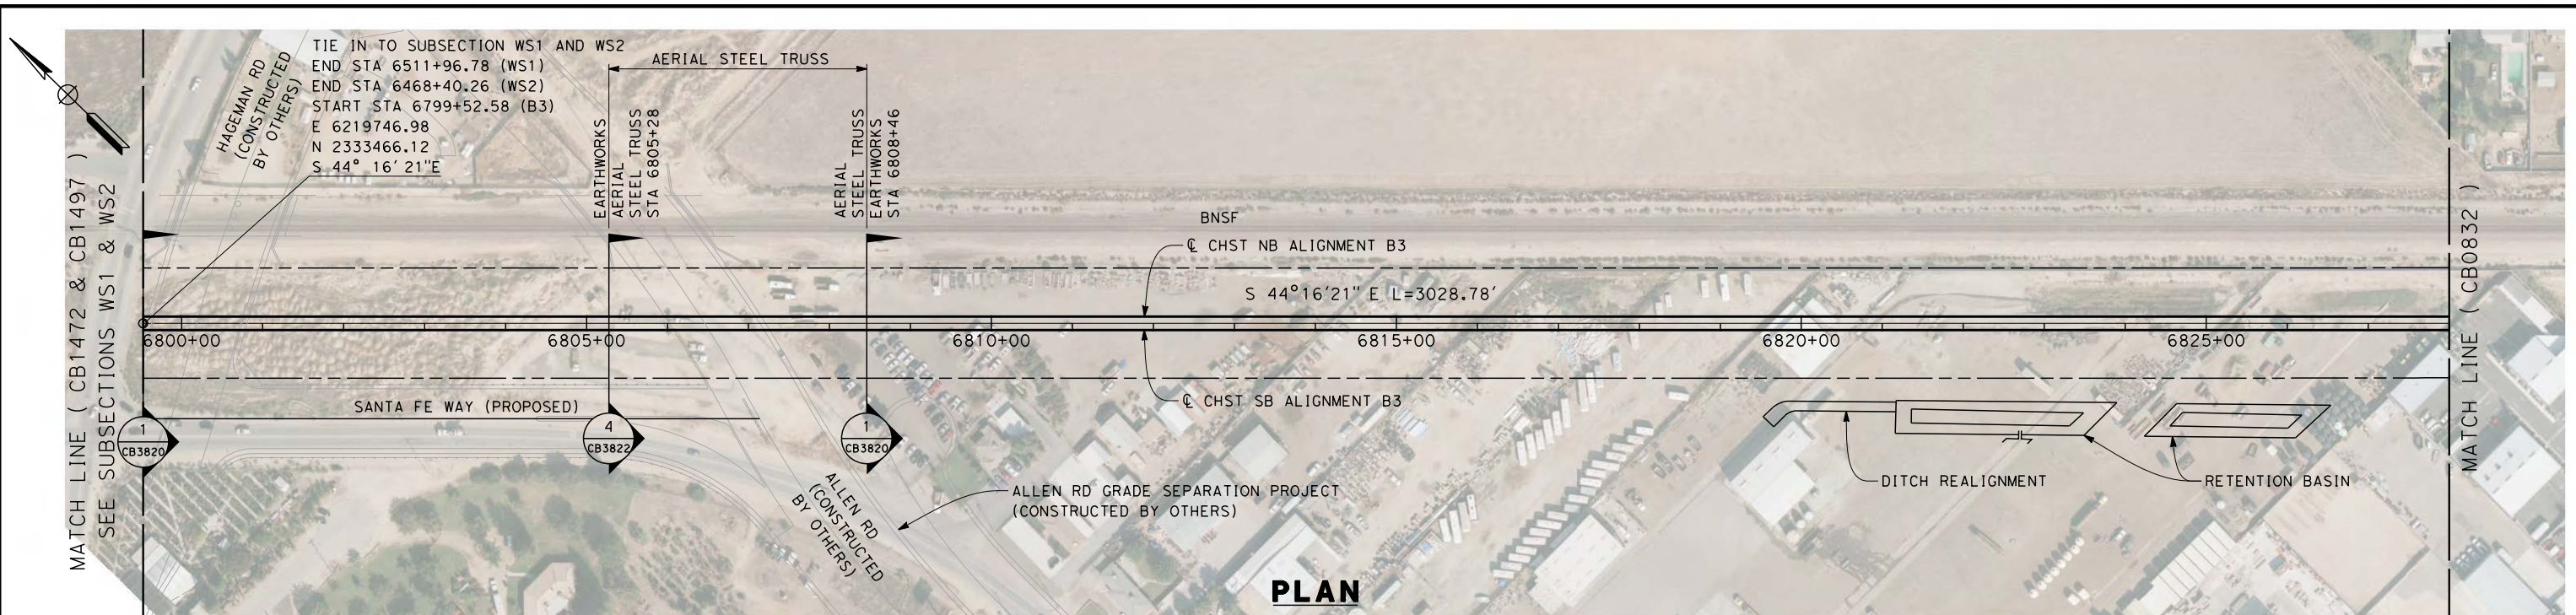 TIE IN TO SUBSECTION WS1 AND WS2
END STA 6511+96.78 (WS1)
END STA 6468+40.26 (WS2)
START STA 6799+52.58 (B3)
E 6219746.98
N 2333466.12
S 44° 16' 21"E
HAGEMAN RD
(CONSTRUCTED
BY OTHERS)
AERIAL STEEL TRUSS
EARTHWORKS
AERIAL
STEEL TRUSS
STA 6805+28
AERIAL
STEEL TRUSS
EARTHWORKS
STA 6808+46
MATCH LINE ( CB1472 & CB1497 )
SEE SUBSECTIONS WS1 & WS2
BNSF
℄ CHST NB ALIGNMENT B3
S 44°16'21" E L=3028.78'
6800+00
6805+00
6810+00
6815+00
6820+00
6825+00
℄ CHST SB ALIGNMENT B3
SANTA FE WAY (PROPOSED)
1
CB3820
4
CB3822
1
CB3820
ALLEN RD
(CONSTRUCTED
BY OTHERS)
ALLEN RD GRADE SEPARATION PROJECT
(CONSTRUCTED BY OTHERS)
DITCH REALIGNMENT
RETENTION BASIN
MATCH LINE ( CB0832 )
PLAN